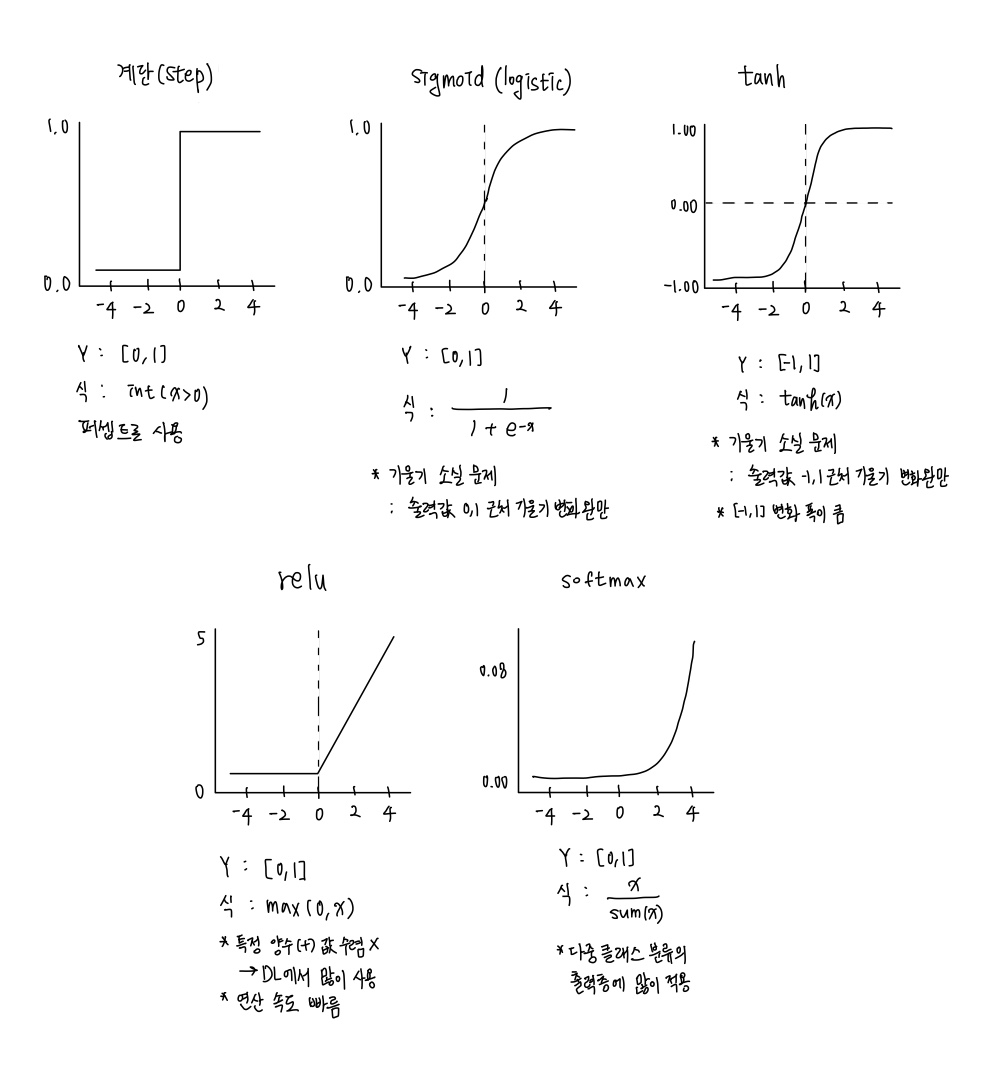 계단(step)
1.0
0.0
-4 -2 0 2 4
Y : [0,1]
식 : int(x>0)
퍼셉트론 사용
sigmoid (logistic)
1.0
0.0
-4 -2 0 2 4
Y : [0,1]
식 : 1 / 1 + e^-x
* 기울기 소실 문제
: 출력값 0,1 근처 기울기 변화 완만
tanh
1.00
0.00
-1.00
-4 -2 0 2 4
Y : [-1,1]
식 : tanh(x)
* 기울기 소실 문제
: 출력값 -1,1 근처 기울기 변화 완만
* [-1,1] 변화 폭이 큼
relu
5
0
-4 -2 0 2 4
Y : [0,1]
식 : max(0,x)
* 특정 양수(+) 값 수렴 X
→ DL에서 많이 사용
* 연산 속도 빠름
softmax
0.08
0.00
-4 -2 0 2 4
Y : [0,1]
식 : x / sum(x)
* 다중 클래스 분류의
출력층에 많이 적용